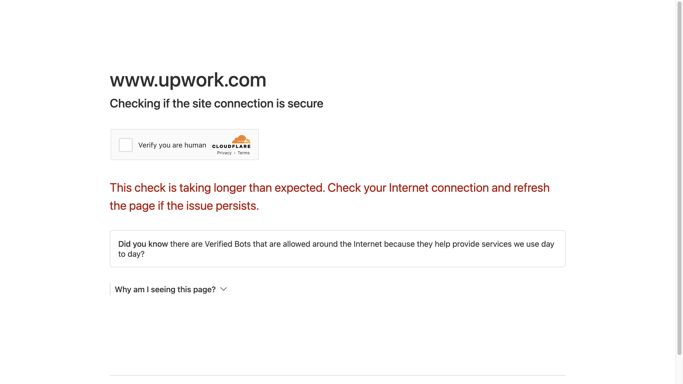 www.upwork.com
Checking if the site connection is secure
Verify you are human
CLOUDFLARE
Privacy • Terms
This check is taking longer than expected. Check your Internet connection and refresh
the page if the issue persists.
Did you know there are Verified Bots that are allowed around the Internet because they help provide services we use day
to day?
Why am I seeing this page?